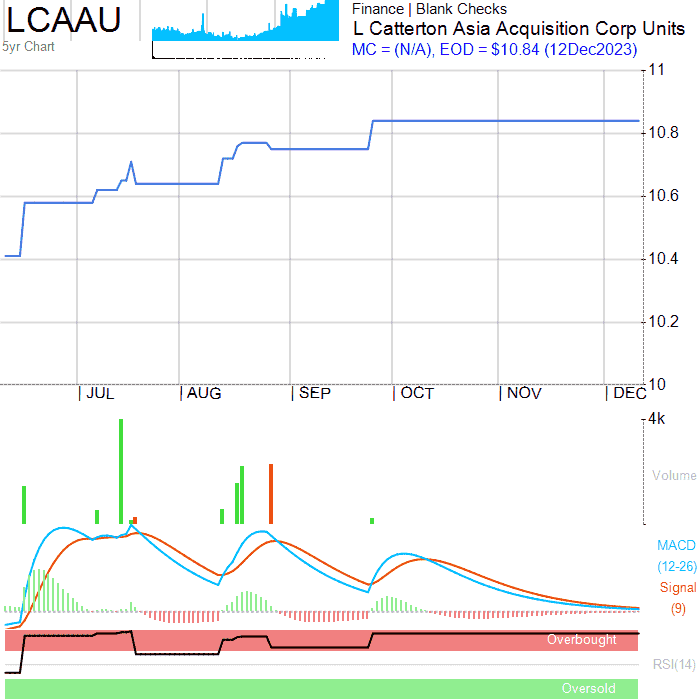 LCAAU
5yr Chart
Finance | Blank Checks
L Catterton Asia Acquisition Corp Units
MC = (N/A), EOD = $10.84 (12Dec2023)
11
10.8
10.6
10.4
10.2
10
| JUL | AUG | SEP | OCT | NOV | DEC
4k
Volume
MACD
(12-26)
Signal
(9)
Overbought
RSI(14)
Oversold